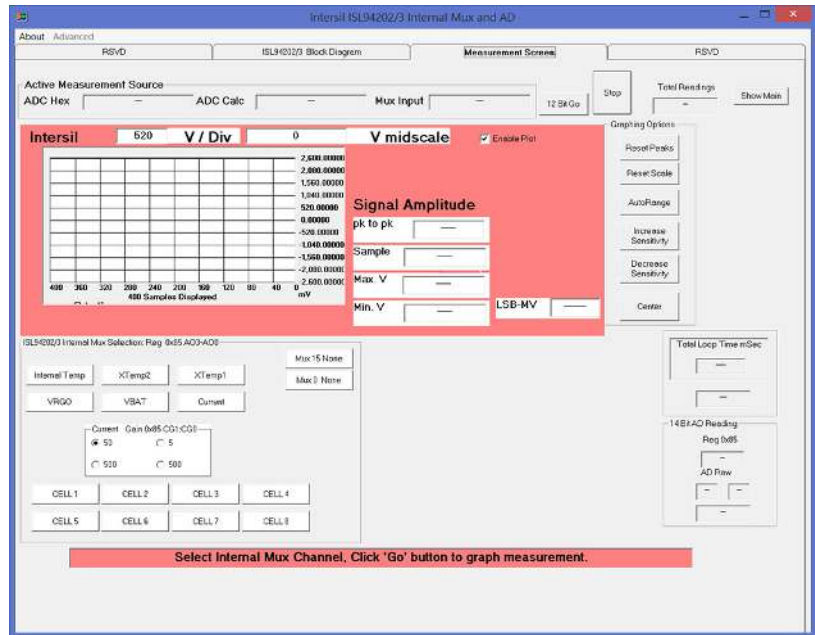 Intersil ISL94202/3 Internal Mux and AD
About Advanced
RSVD ISL94202/3 Block Diagram Measurement Screen RSVD
Active Measurement Source
ADC Hex — ADC Calc — Mux Input — 12 Bit Go Stop
Total Readings
—
Show Main
Intersil 520 V / Div 0 V midscale Enable Plot
2,600.00000
2,080.00000
1,560.00000
1,040.00000
520.00000
0.00000
-520.00000
-1,040.00000
-1,560.00000
-2,080.0000
2,600.0000
mV
400 360 320 280 240 200 160 120 80 40 0
400 Samples Displayed
Signal Amplitude
pk to pk —
Sample —
Max. V —
Min. V —
LSB-MV —
Graphing Options
Reset Peaks
Reset Scale
AutoRange
Increase
Sensitivity
Decrease
Sensitivity
Center
ISL94202/3 Internal Mux Selection: Reg 0x85 AO3-AO0
Mux 15 None
Mux 0 None
Internal Temp XTemp2 XTemp1
VRGO VBAT Current
Current Gain 0x85 CG1:CG0
50 5
500 500
CELL 1 CELL 2 CELL 3 CELL 4
CELL 5 CELL 6 CELL 7 CELL 8
Total Loop Time mSec
—
—
14 Bit AD Reading
Reg 0x85
–
AD Raw
– –
–
Select Internal Mux Channel, Click 'Go' button to graph measurement.